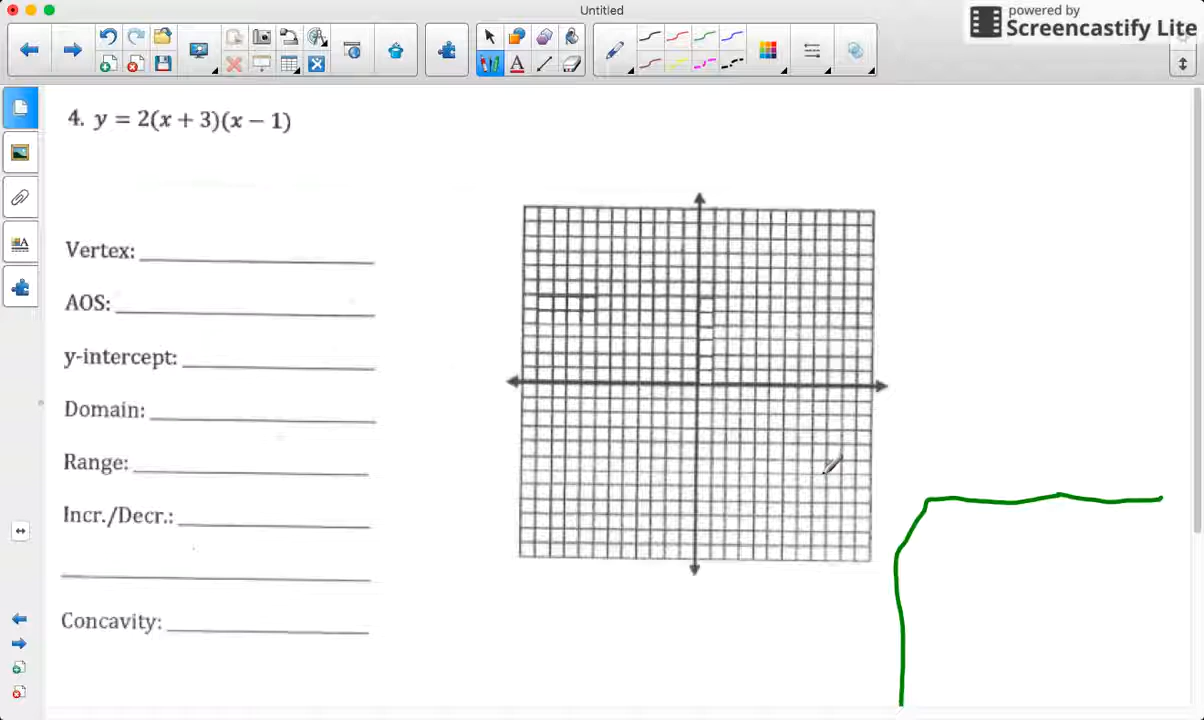 Untitled
powered by
Screencastify Lite
4. y = 2(x + 3)(x − 1)
Vertex:
AOS:
y-intercept:
Domain:
Range:
Incr./Decr.:
Concavity: